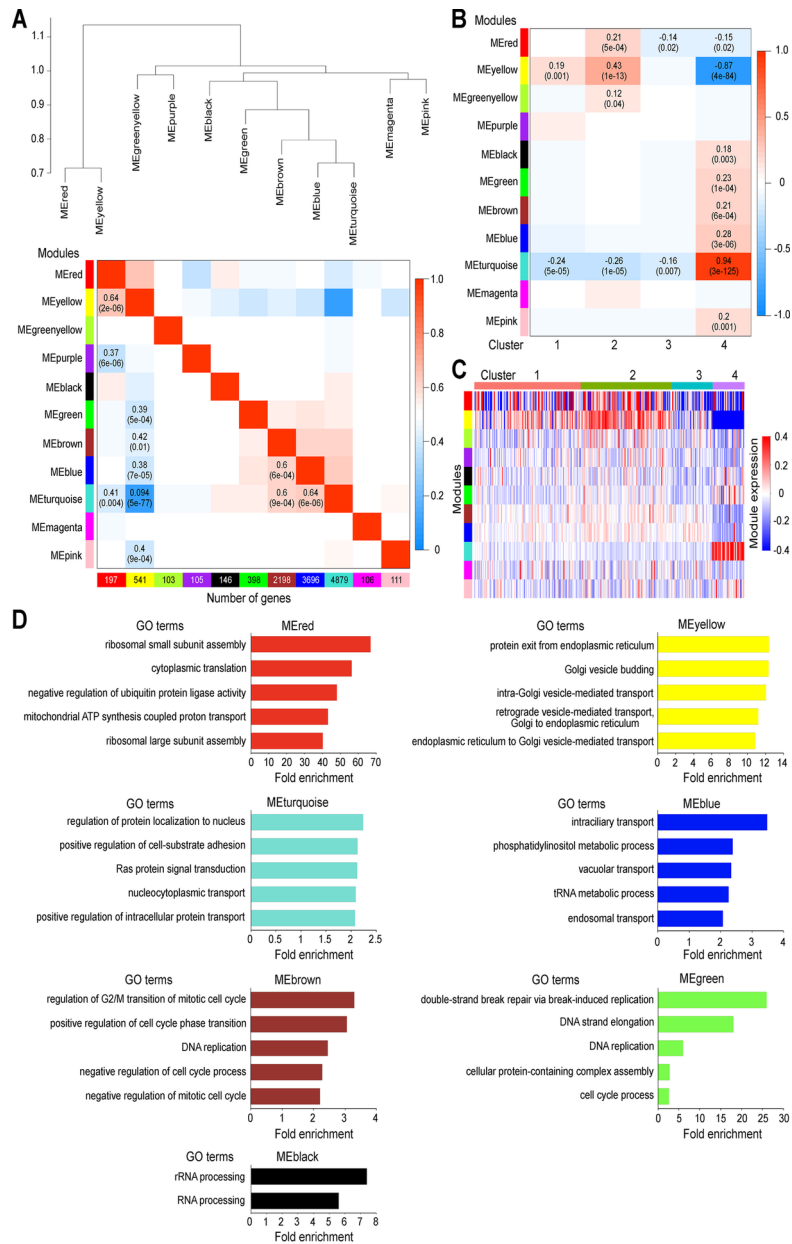 A
1.1
1.0
0.9
0.8
0.7
MEred
MEyellow
MEgreenyellow
MEpurple
MEblack
MEgreen
MEbrown
MEblue
MEturquoise
MEmagenta
MEpink
Modules
MEred
MEyellow
MEgreenyellow
MEpurple
MEblack
MEgreen
MEbrown
MEblue
MEturquoise
MEmagenta
MEpink
0.64
(2e-06)
0.37
(6e-06)
0.39
(5e-04)
0.42
(0.01)
0.38
(7e-05)
0.6
(6e-04)
0.41
(0.004)
0.094
(5e-77)
0.6
(9e-04)
0.64
(6e-06)
0.4
(9e-04)
197 541 103 105 146 398 2198 3696 4879 106 111
Number of genes
1.0
0.8
0.6
0.4
0.2
0
B
Modules
MEred
MEyellow
MEgreenyellow
MEpurple
MEblack
MEgreen
MEbrown
MEblue
MEturquoise
MEmagenta
MEpink
0.21 -0.14 -0.15
(5e-04) (0.02) (0.02)
0.19 0.43 -0.87
(0.001) (1e-13) (4e-84)
0.12
(0.04)
0.18
(0.003)
0.23
(1e-04)
0.21
(6e-04)
0.28
(3e-06)
-0.24 -0.26 -0.16 0.94
(5e-05) (1e-05) (0.007) (3e-125)
0.2
(0.001)
Cluster 1 2 3 4
1.0
0.5
0
-0.5
-1.0
C
Cluster 1 2 3 4
Modules
0.4
0.2
0
-0.2
-0.4
Module expression
D
GO terms MEred
ribosomal small subunit assembly
cytoplasmic translation
negative regulation of ubiquitin protein ligase activity
mitochondrial ATP synthesis coupled proton transport
ribosomal large subunit assembly
0 10 20 30 40 50 60 70
Fold enrichment
GO terms MEyellow
protein exit from endoplasmic reticulum
Golgi vesicle budding
intra-Golgi vesicle-mediated transport
retrograde vesicle-mediated transport,
Golgi to endoplasmic reticulum
endoplasmic reticulum to Golgi vesicle-mediated transport
0 2 4 6 8 10 12 14
Fold enrichment
GO terms MEturquoise
regulation of protein localization to nucleus
positive regulation of cell-substrate adhesion
Ras protein signal transduction
nucleocytoplasmic transport
positive regulation of intracellular protein transport
0 0.5 1 1.5 2 2.5
Fold enrichment
GO terms MEblue
intraciliary transport
phosphatidylinositol metabolic process
vacuolar transport
tRNA metabolic process
endosomal transport
0 1 2 3 4
Fold enrichment
GO terms MEbrown
regulation of G2/M transition of mitotic cell cycle
positive regulation of cell cycle phase transition
DNA replication
negative regulation of cell cycle process
negative regulation of mitotic cell cycle
0 1 2 3 4
Fold enrichment
GO terms MEgreen
double-strand break repair via break-induced replication
DNA strand elongation
DNA replication
cellular protein-containing complex assembly
cell cycle process
0 5 10 15 20 25 30
Fold enrichment
GO terms MEblack
rRNA processing
RNA processing
0 1 2 3 4 5 6 7 8
Fold enrichment